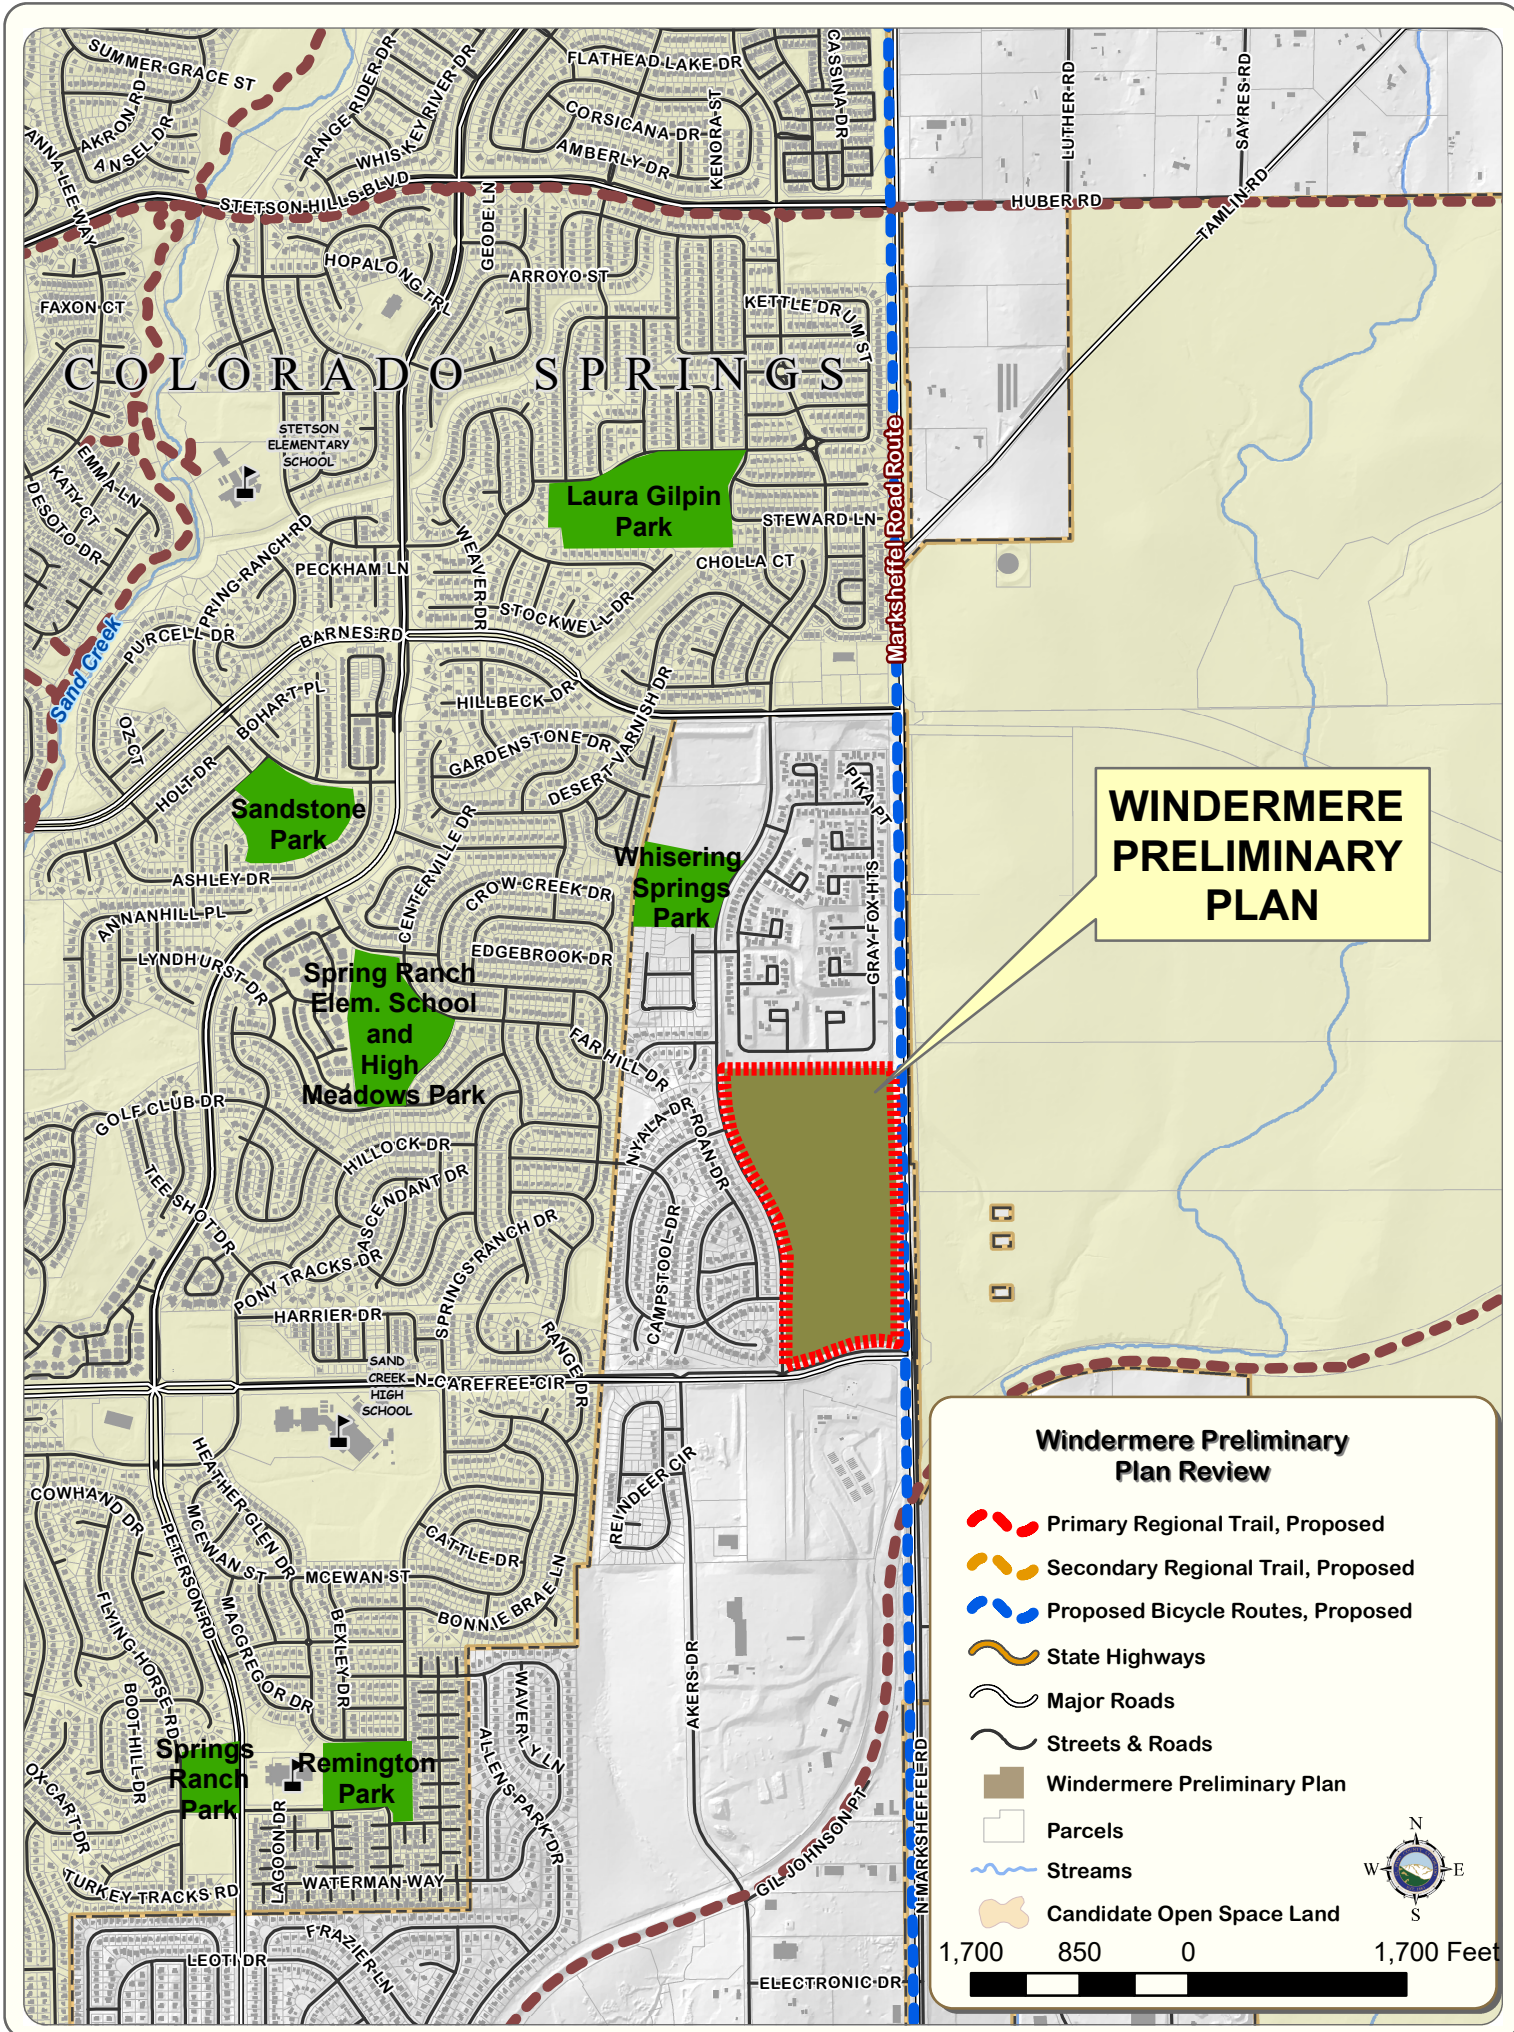 SUMMER GRACE ST
AKRON RD
ANSEL DR
ANNA LEE WAY
RANGE RIDER DR
WHISKEY RIVER DR
FLATHEAD LAKE DR
CORSICANA DR
AMBERLY DR
KENORA ST
CASSINA DR
LUTHER RD
SAYRES RD
STETSON HILLS BLVD
GEODE LN
HUBER RD
TAMLIN RD
HOPALONG TRL
ARROYO ST
FAXON CT
KETTLE DRUM ST
COLORADO SPRINGS
STETSON
ELEMENTARY
SCHOOL
EMMA LN
KATY CT
DESOTO DR
Laura Gilpin
Park
STEWARD LN
Marksheffel Road Route
SPRING RANCH RD
PECKHAM LN
WEAVER DR
CHOLLA CT
STOCKWELL DR
PURCELL DR
BARNES RD
Sand Creek
BOHART PL
OZ CT
HOLT DR
HILLBECK DR
GARDENSTONE DR
DESERT VARNISH DR
PIKA PT
WINDERMERE
PRELIMINARY
PLAN
Sandstone
Park
ASHLEY DR
CENTERVILLE DR
CROW CREEK DR
Whisering
Springs
Park
GRAY FOX HTS
ANNANHILL PL
LYNDHURST DR
EDGEBROOK DR
Spring Ranch
Elem. School
and
High
Meadows Park
FAR HILL DR
NYALA DR
ROAN DR
GOLF CLUB DR
HILLOCK DR
TEE SHOT DR
ASCENDANT DR
PONY TRACKS DR
SPRINGS RANCH DR
CAMPSTOOL DR
HARRIER DR
RANGE DR
SAND
CREEK
HIGH
SCHOOL
N CAREFREE CIR
HEATHER GLEN DR
COWHAND DR
MCEWAN ST
PETERSON RD
MCEWAN ST
CATTLE DR
BONNIE BRAE LN
REINDEER CIR
FLYING HORSE RD
MACGREGOR DR
BEXLEY DR
BOOT HILL DR
OX CART DR
AKERS DR
WAVERLY LN
ALLENS PARK DR
Springs
Ranch
Park
Remington
Park
LAGOON DR
TURKEY TRACKS RD
WATERMAN WAY
GIL JOHNSON PT
N MARKSHEFFEL RD
LEOTI DR
FRAZIER LN
ELECTRONIC DR
Windermere Preliminary
Plan Review
Primary Regional Trail, Proposed
Secondary Regional Trail, Proposed
Proposed Bicycle Routes, Proposed
State Highways
Major Roads
Streets & Roads
Windermere Preliminary Plan
Parcels
Streams
Candidate Open Space Land
N
W E
S
1,700 850 0 1,700 Feet